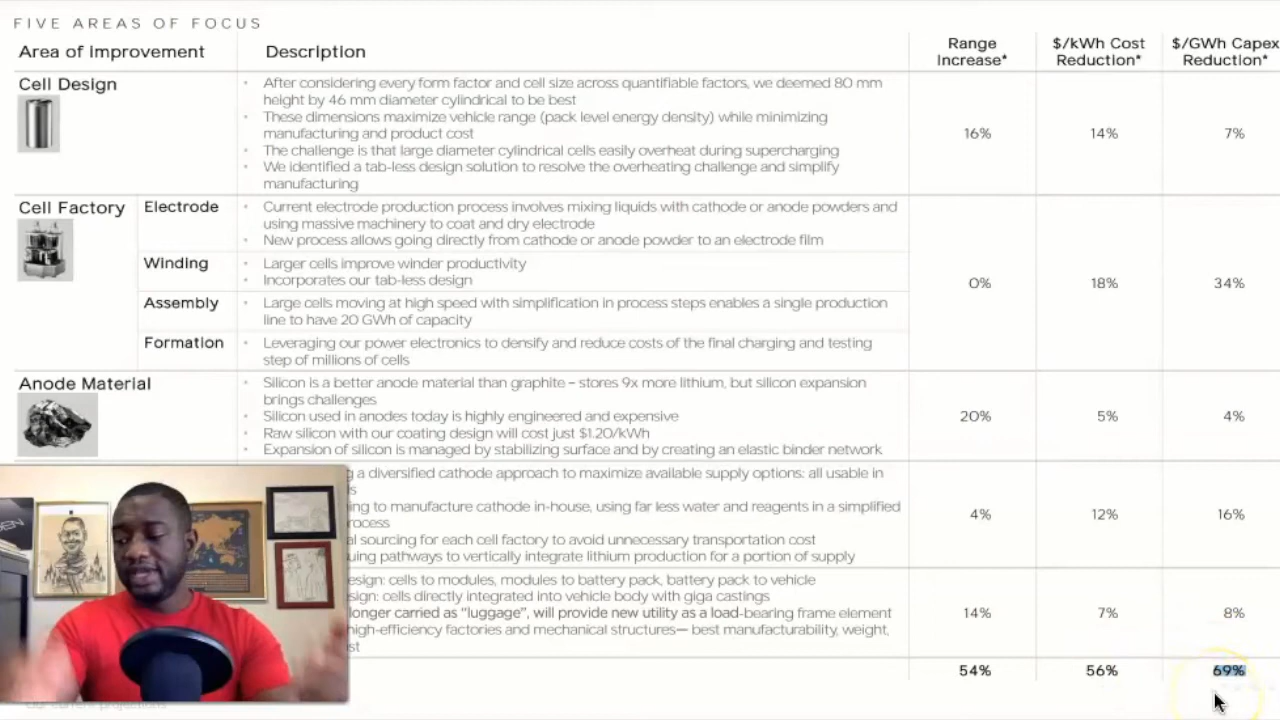 FIVE AREAS OF FOCUS
Area of improvement
Description
Range
Increase*
$/kWh Cost
Reduction*
$/GWh Capex
Reduction*
Cell Design
After considering every form factor and cell size across quantifiable factors, we deemed 80 mm
height by 46 mm diameter cylindrical to be best
These dimensions maximize vehicle range (pack level energy density) while minimizing
manufacturing and product cost
The challenge is that large diameter cylindrical cells easily overheat during supercharging
We identified a tab-less design solution to resolve the overheating challenge and simplify
manufacturing
16%
14%
7%
Cell Factory
Electrode
Current electrode production process involves mixing liquids with cathode or anode powders and
using massive machinery to coat and dry electrode
New process allows going directly from cathode or anode powder to an electrode film
Winding
Larger cells improve winder productivity
Incorporates our tab-less design
Assembly
Large cells moving at high speed with simplification in process steps enables a single production
line to have 20 GWh of capacity
Formation
Leveraging our power electronics to densify and reduce costs of the final charging and testing
step of millions of cells
0%
18%
34%
Anode Material
Silicon is a better anode material than graphite – stores 9x more lithium, but silicon expansion
brings challenges
Silicon used in anodes today is highly engineered and expensive
Raw silicon with our coating design will cost just $1.20/kWh
Expansion of silicon is managed by stabilizing surface and by creating an elastic binder network
20%
5%
4%
a diversified cathode approach to maximize available supply options: all usable in
to manufacture cathode in-house, using far less water and reagents in a simplified
sourcing for each cell factory to avoid unnecessary transportation cost
pathways to vertically integrate lithium production for a portion of supply
4%
12%
16%
cells to modules, modules to battery pack, battery pack to vehicle
cells directly integrated into vehicle body with giga castings
longer carried as "luggage", will provide new utility as a load-bearing frame element
high-efficiency factories and mechanical structures— best manufacturability, weight,
14%
7%
8%
54%
56%
69%
our current projections